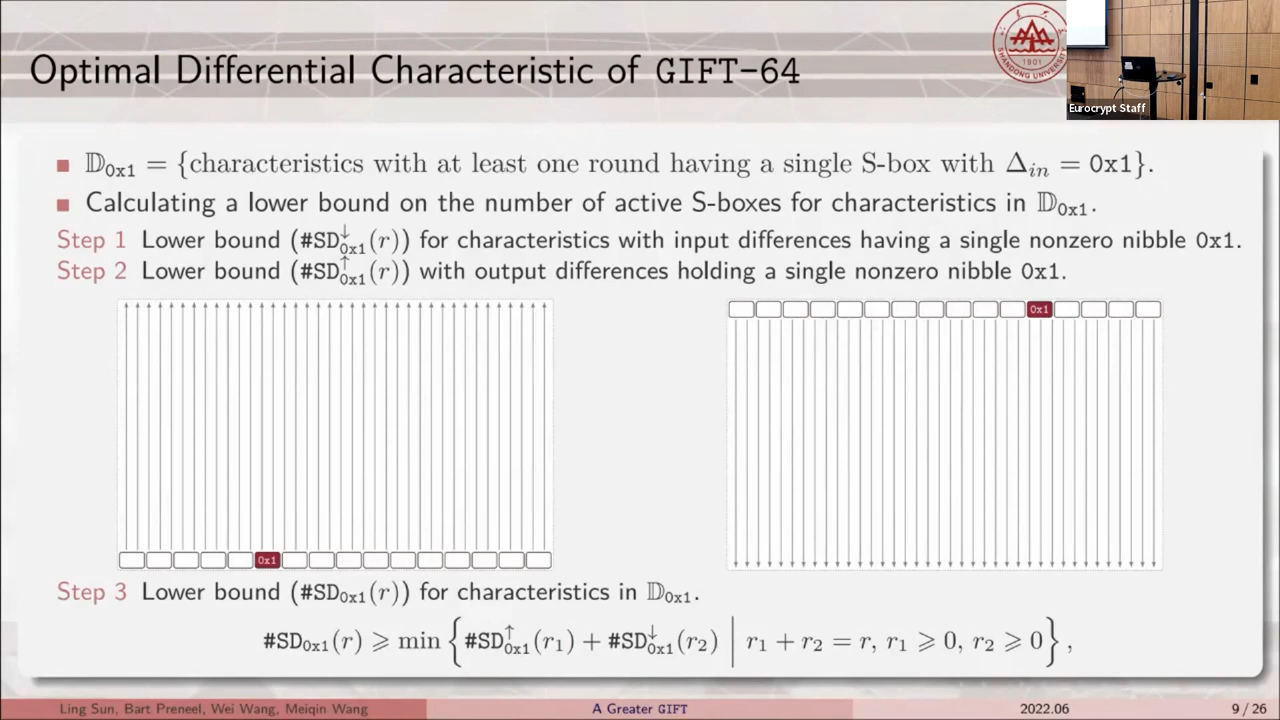 Optimal Differential Characteristic of GIFT-64
SHANDONG UNIVERSITY
1901
Eurocrypt Staff
𝔻₀ₓ₁ = {characteristics with at least one round having a single S-box with Δᵢₙ = 0x1}.
Calculating a lower bound on the number of active S-boxes for characteristics in 𝔻₀ₓ₁.
Step 1 Lower bound (#SD↓₀ₓ₁(r)) for characteristics with input differences having a single nonzero nibble 0x1.
Step 2 Lower bound (#SD↑₀ₓ₁(r)) with output differences holding a single nonzero nibble 0x1.
0x1
0x1
Step 3 Lower bound (#SD₀ₓ₁(r)) for characteristics in 𝔻₀ₓ₁.
#SD₀ₓ₁(r) ⩾ min {#SD↑₀ₓ₁(r₁) + #SD↓₀ₓ₁(r₂) | r₁ + r₂ = r, r₁ ⩾ 0, r₂ ⩾ 0},
Ling Sun, Bart Preneel, Wei Wang, Meiqin Wang
A Greater GIFT
2022.06
9 / 26